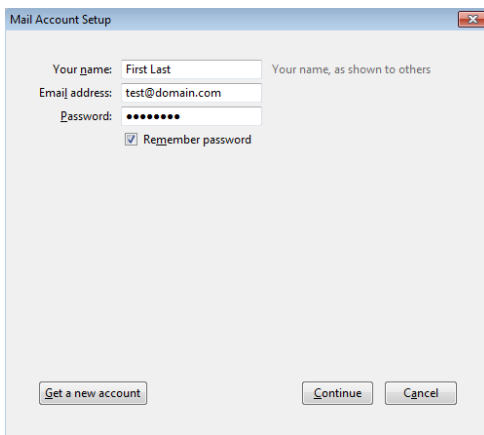 Mail Account Setup
Your name: First Last Your name, as shown to others
Email address: test@domain.com
Password: ●●●●●●●●
Remember password
Get a new account Continue Cancel